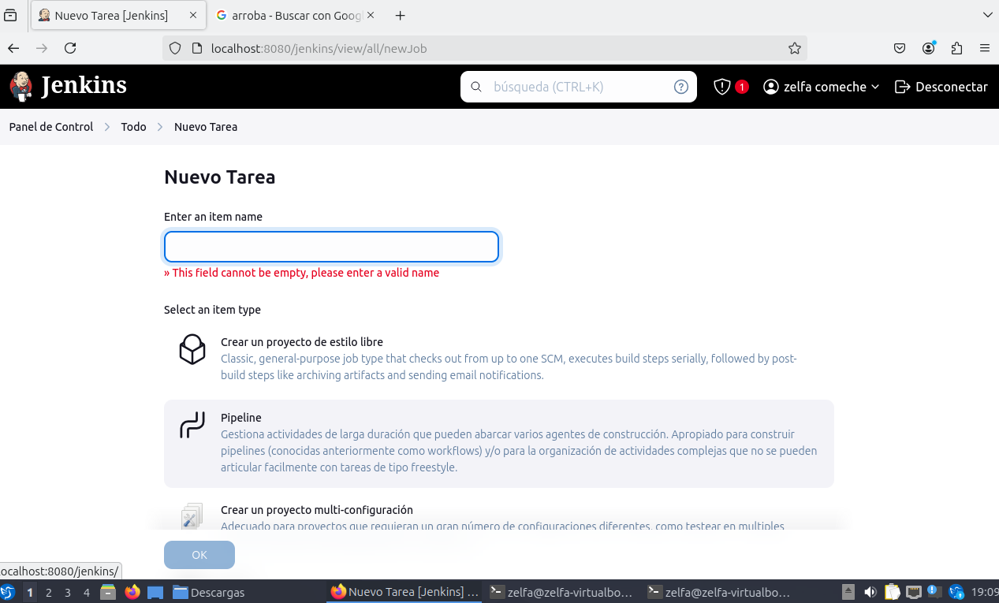 Nuevo Tarea [Jenkins]
arroba - Buscar con Goog
localhost:8080/jenkins/view/all/newJob
Jenkins
búsqueda (CTRL+K)
1
zelfa comeche
Desconectar
Panel de Control
Todo
Nuevo Tarea
Nuevo Tarea
Enter an item name
» This field cannot be empty, please enter a valid name
Select an item type
Crear un proyecto de estilo libre
Classic, general-purpose job type that checks out from up to one SCM, executes build steps serially, followed by post-
build steps like archiving artifacts and sending email notifications.
Pipeline
Gestiona actividades de larga duración que pueden abarcar varios agentes de construcción. Apropiado para construir
pipelines (conocidas anteriormente como workflows) y/o para la organización de actividades complejas que no se pueden
articular facilmente con tareas de tipo freestyle.
Crear un proyecto multi-configuración
Adecuado para proyectos que requieran un gran número de configuraciones diferentes, como testear en multiples
OK
ocalhost:8080/jenkins/
1 2 3 4
Descargas
Nuevo Tarea [Jenkins] ...
zelfa@zelfa-virtualbo...
zelfa@zelfa-virtualbo...
19:09